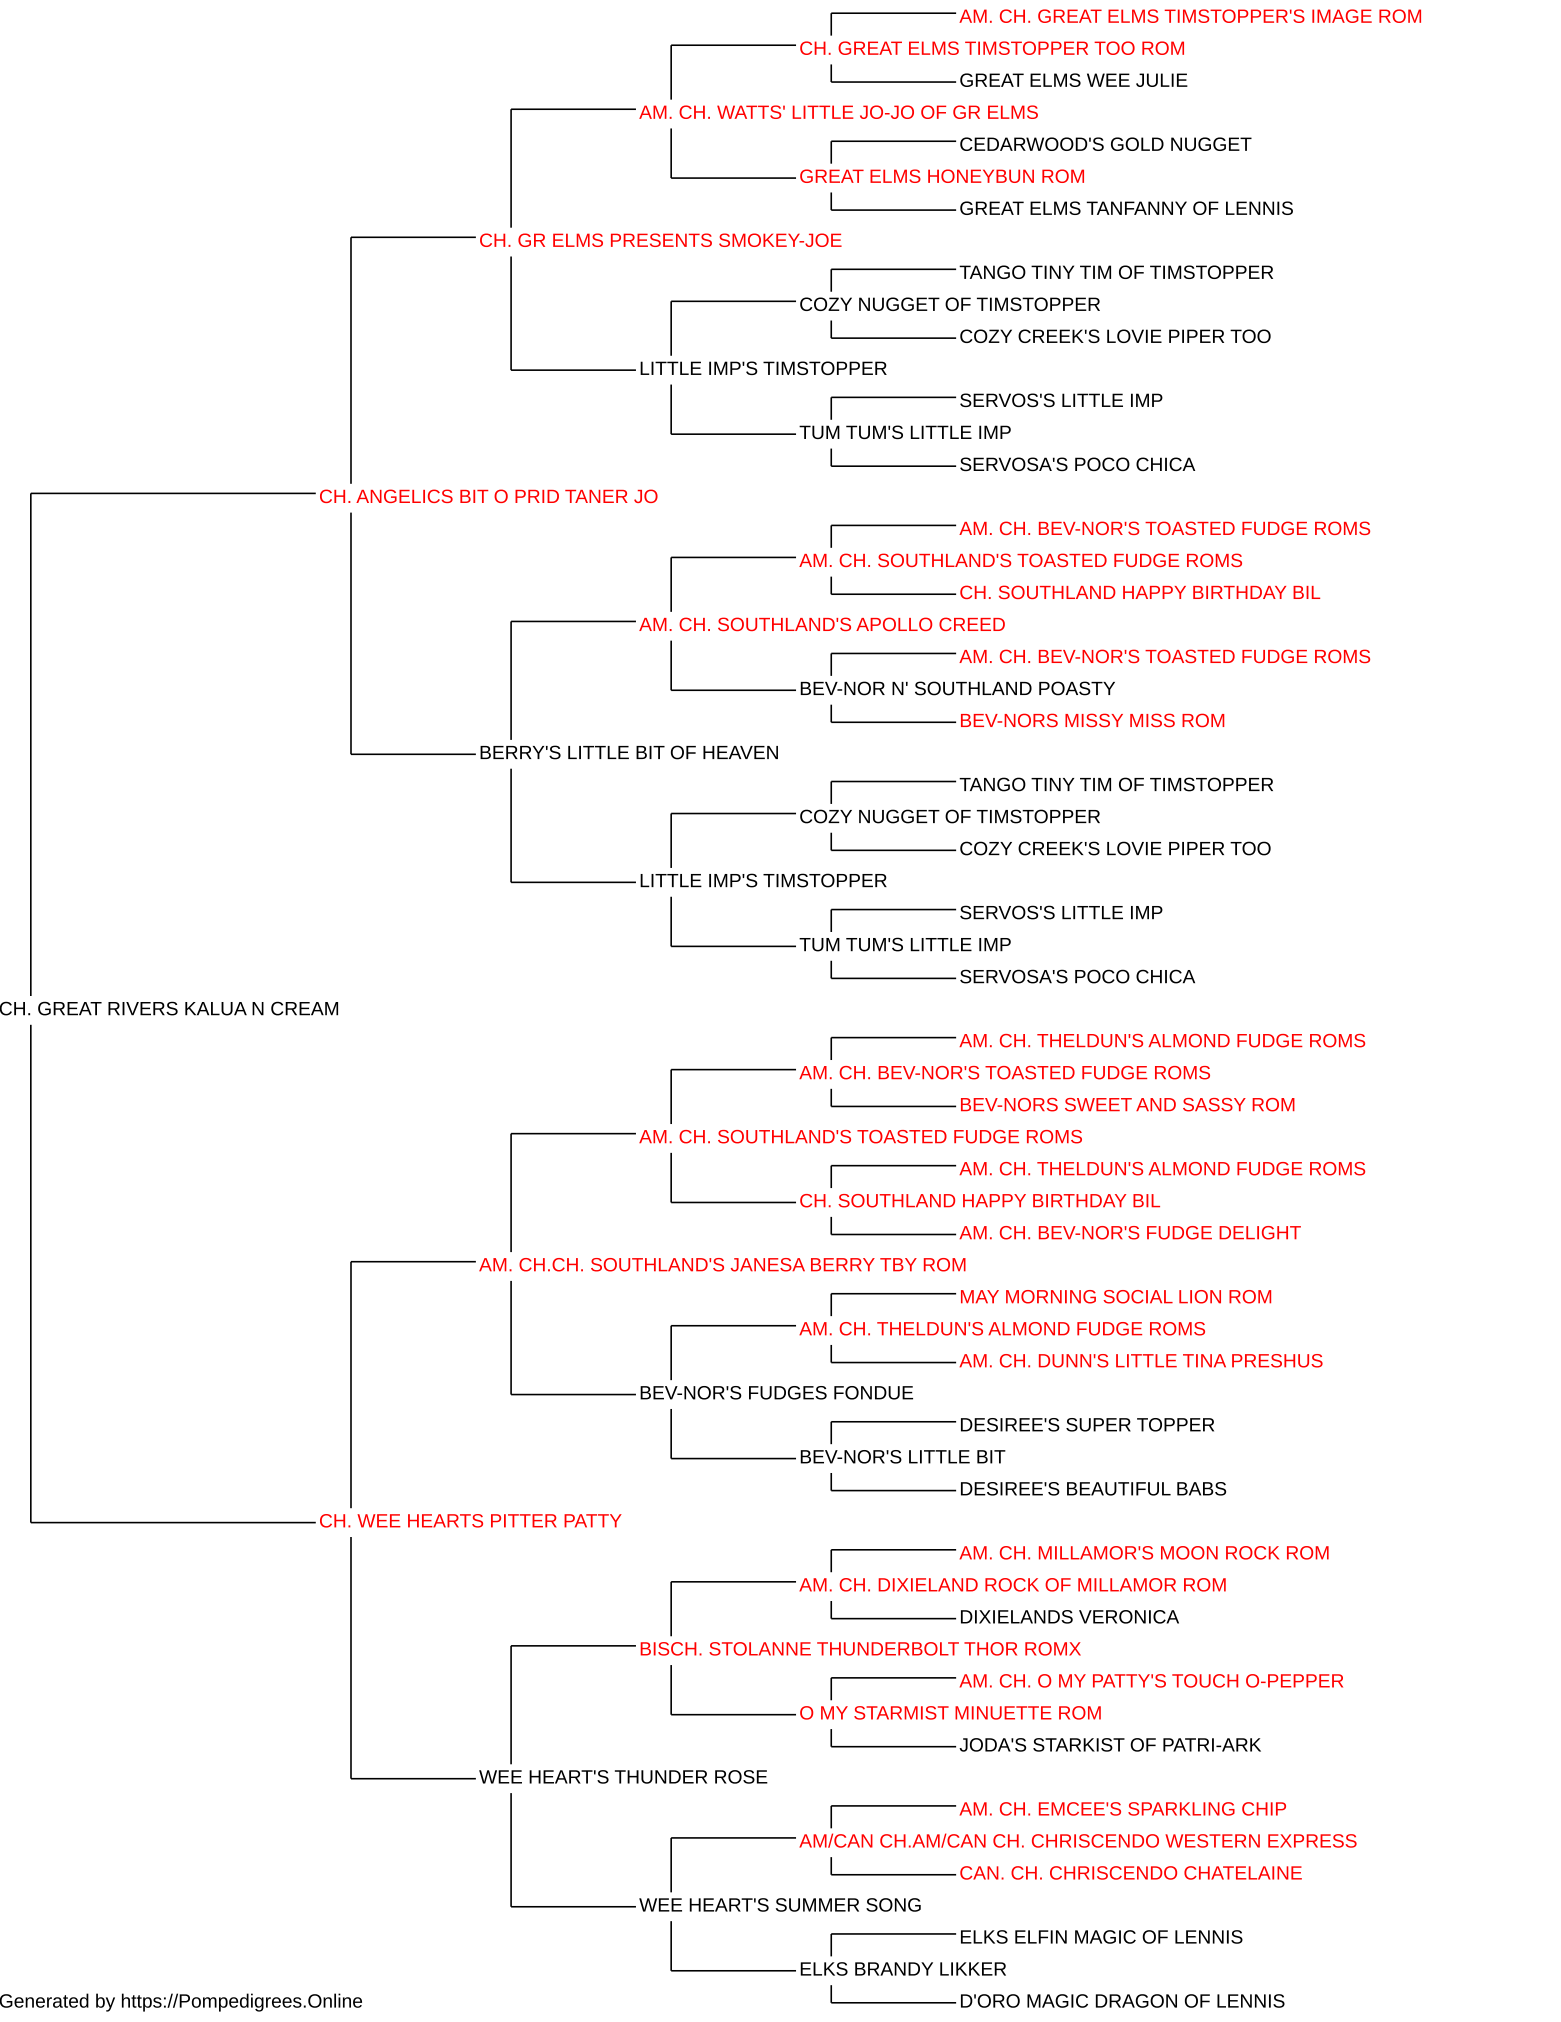 AM. CH. GREAT ELMS TIMSTOPPER'S IMAGE ROM
CH. GREAT ELMS TIMSTOPPER TOO ROM
GREAT ELMS WEE JULIE
AM. CH. WATTS' LITTLE JO-JO OF GR ELMS
CEDARWOOD'S GOLD NUGGET
GREAT ELMS HONEYBUN ROM
GREAT ELMS TANFANNY OF LENNIS
CH. GR ELMS PRESENTS SMOKEY-JOE
TANGO TINY TIM OF TIMSTOPPER
COZY NUGGET OF TIMSTOPPER
COZY CREEK'S LOVIE PIPER TOO
LITTLE IMP'S TIMSTOPPER
SERVOS'S LITTLE IMP
TUM TUM'S LITTLE IMP
SERVOSA'S POCO CHICA
CH. ANGELICS BIT O PRID TANER JO
AM. CH. BEV-NOR'S TOASTED FUDGE ROMS
AM. CH. SOUTHLAND'S TOASTED FUDGE ROMS
CH. SOUTHLAND HAPPY BIRTHDAY BIL
AM. CH. SOUTHLAND'S APOLLO CREED
AM. CH. BEV-NOR'S TOASTED FUDGE ROMS
BEV-NOR N' SOUTHLAND POASTY
BEV-NORS MISSY MISS ROM
BERRY'S LITTLE BIT OF HEAVEN
TANGO TINY TIM OF TIMSTOPPER
COZY NUGGET OF TIMSTOPPER
COZY CREEK'S LOVIE PIPER TOO
LITTLE IMP'S TIMSTOPPER
SERVOS'S LITTLE IMP
TUM TUM'S LITTLE IMP
SERVOSA'S POCO CHICA
CH. GREAT RIVERS KALUA N CREAM
AM. CH. THELDUN'S ALMOND FUDGE ROMS
AM. CH. BEV-NOR'S TOASTED FUDGE ROMS
BEV-NORS SWEET AND SASSY ROM
AM. CH. SOUTHLAND'S TOASTED FUDGE ROMS
AM. CH. THELDUN'S ALMOND FUDGE ROMS
CH. SOUTHLAND HAPPY BIRTHDAY BIL
AM. CH. BEV-NOR'S FUDGE DELIGHT
AM. CH.CH. SOUTHLAND'S JANESA BERRY TBY ROM
MAY MORNING SOCIAL LION ROM
AM. CH. THELDUN'S ALMOND FUDGE ROMS
AM. CH. DUNN'S LITTLE TINA PRESHUS
BEV-NOR'S FUDGES FONDUE
DESIREE'S SUPER TOPPER
BEV-NOR'S LITTLE BIT
DESIREE'S BEAUTIFUL BABS
CH. WEE HEARTS PITTER PATTY
AM. CH. MILLAMOR'S MOON ROCK ROM
AM. CH. DIXIELAND ROCK OF MILLAMOR ROM
DIXIELANDS VERONICA
BISCH. STOLANNE THUNDERBOLT THOR ROMX
AM. CH. O MY PATTY'S TOUCH O-PEPPER
O MY STARMIST MINUETTE ROM
JODA'S STARKIST OF PATRI-ARK
WEE HEART'S THUNDER ROSE
AM. CH. EMCEE'S SPARKLING CHIP
AM/CAN CH.AM/CAN CH. CHRISCENDO WESTERN EXPRESS
CAN. CH. CHRISCENDO CHATELAINE
WEE HEART'S SUMMER SONG
ELKS ELFIN MAGIC OF LENNIS
ELKS BRANDY LIKKER
D'ORO MAGIC DRAGON OF LENNIS
Generated by https://Pompedigrees.Online